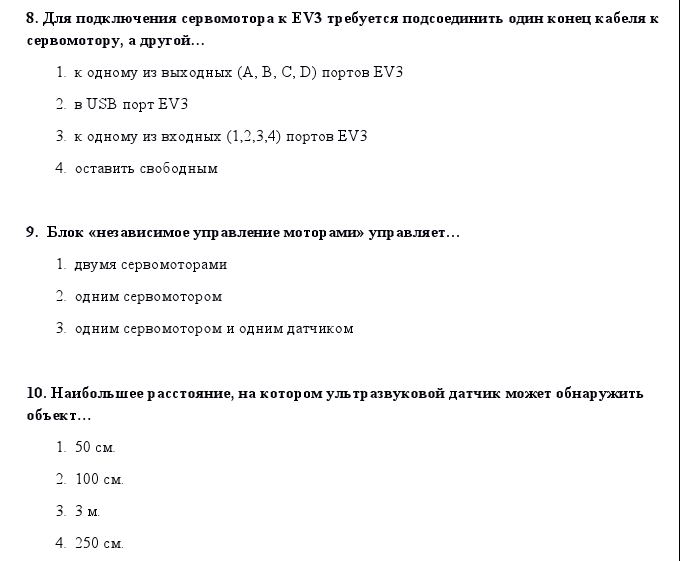 8. Для подключения сервомотора к EV3 требуется подсоединить один конец кабеля к
сервомотору, а другой…
1. к одному из выходных (A, B, C, D) портов EV3
2. в USB порт EV3
3. к одному из входных (1,2,3,4) портов EV3
4. оставить свободным
9. Блок «независимое управление моторами» управляет…
1. двумя сервомоторами
2. одним сервомотором
3. одним сервомотором и одним датчиком
10. Наибольшее расстояние, на котором ультразвуковой датчик может обнаружить
объект…
1. 50 см.
2. 100 см.
3. 3 м.
4. 250 см.